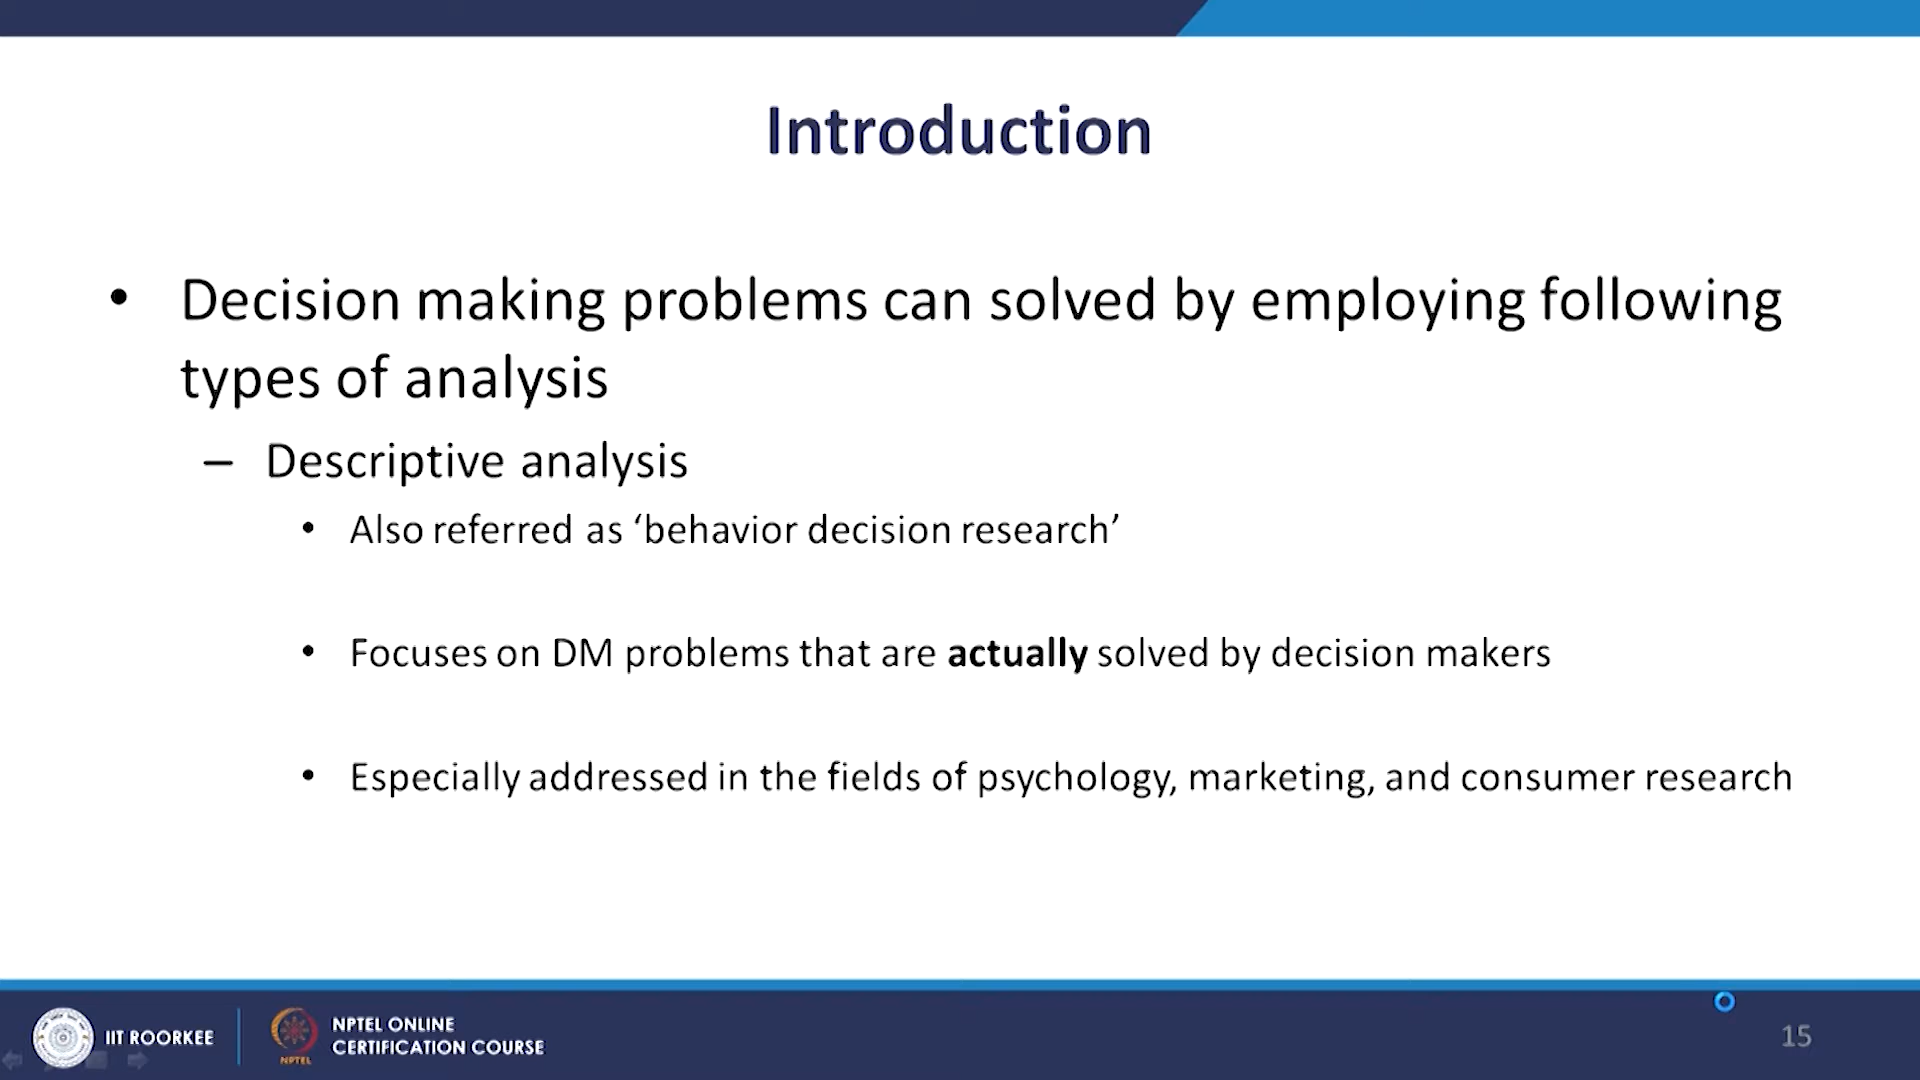 Introduction
• Decision making problems can solved by employing following
types of analysis
– Descriptive analysis
• Also referred as ‘behavior decision research’
• Focuses on DM problems that are actually solved by decision makers
• Especially addressed in the fields of psychology, marketing, and consumer research
IIT ROORKEE
NPTEL
NPTEL ONLINE
CERTIFICATION COURSE
15